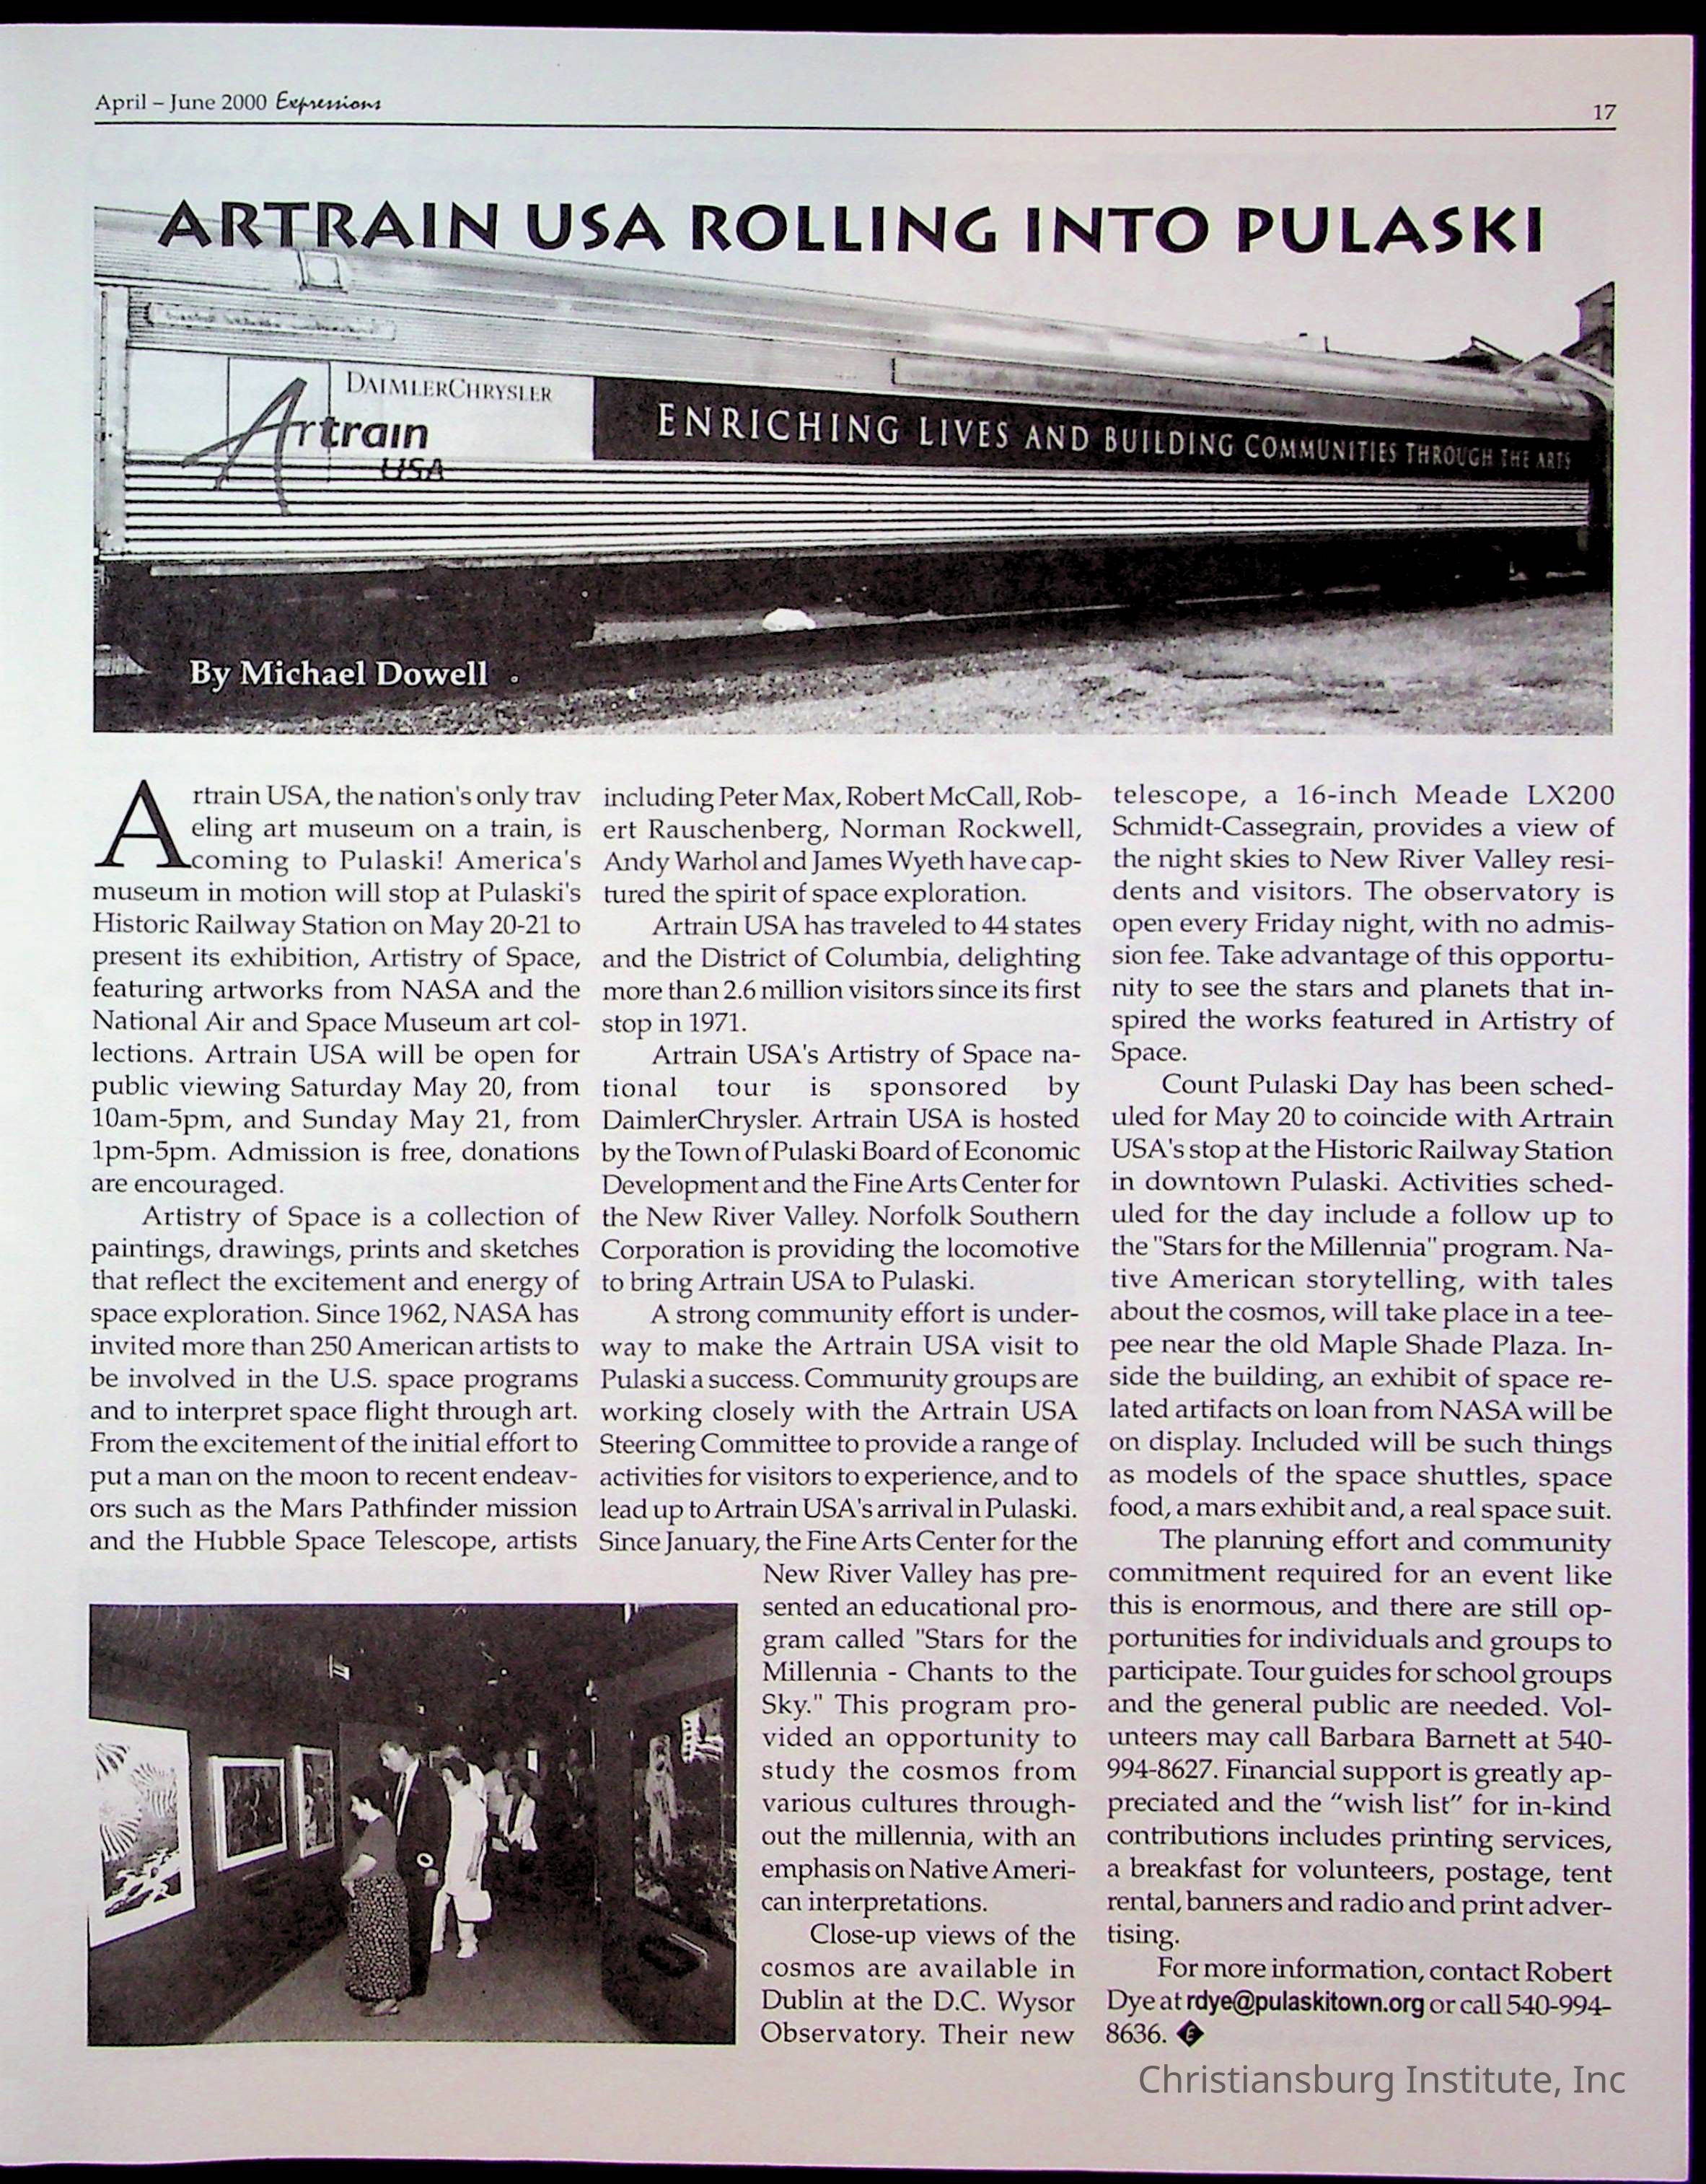 April – June 2000 Expressions
17
ARTRAIN USA ROLLING INTO PULASKI
DAIMLERCHRYSLER
Artrain
USA
ENRICHING LIVES AND BUILDING COMMUNITIES THROUGH THE ARTS
By Michael Dowell
Artrain USA, the nation's only trav
eling art museum on a train, is
coming to Pulaski! America's
museum in motion will stop at Pulaski's
Historic Railway Station on May 20-21 to
present its exhibition, Artistry of Space,
featuring artworks from NASA and the
National Air and Space Museum art col-
lections. Artrain USA will be open for
public viewing Saturday May 20, from
10am-5pm, and Sunday May 21, from
1pm-5pm. Admission is free, donations
are encouraged.
Artistry of Space is a collection of
paintings, drawings, prints and sketches
that reflect the excitement and energy of
space exploration. Since 1962, NASA has
invited more than 250 American artists to
be involved in the U.S. space programs
and to interpret space flight through art.
From the excitement of the initial effort to
put a man on the moon to recent endeav-
ors such as the Mars Pathfinder mission
and the Hubble Space Telescope, artists
including Peter Max, Robert McCall, Rob-
ert Rauschenberg, Norman Rockwell,
Andy Warhol and James Wyeth have cap-
tured the spirit of space exploration.
Artrain USA has traveled to 44 states
and the District of Columbia, delighting
more than 2.6 million visitors since its first
stop in 1971.
Artrain USA's Artistry of Space na-
tional tour is sponsored by
DaimlerChrysler. Artrain USA is hosted
by the Town of Pulaski Board of Economic
Development and the Fine Arts Center for
the New River Valley. Norfolk Southern
Corporation is providing the locomotive
to bring Artrain USA to Pulaski.
A strong community effort is under-
way to make the Artrain USA visit to
Pulaski a success. Community groups are
working closely with the Artrain USA
Steering Committee to provide a range of
activities for visitors to experience, and to
lead up to Artrain USA's arrival in Pulaski.
Since January, the Fine Arts Center for the
New River Valley has pre-
sented an educational pro-
gram called "Stars for the
Millennia - Chants to the
Sky." This program pro-
vided an opportunity to
study the cosmos from
various cultures through-
out the millennia, with an
emphasis on Native Ameri-
can interpretations.
Close-up views of the
cosmos are available in
Dublin at the D.C. Wysor
Observatory. Their new
telescope, a 16-inch Meade LX200
Schmidt-Cassegrain, provides a view of
the night skies to New River Valley resi-
dents and visitors. The observatory is
open every Friday night, with no admis-
sion fee. Take advantage of this opportu-
nity to see the stars and planets that in-
spired the works featured in Artistry of
Space.
Count Pulaski Day has been sched-
uled for May 20 to coincide with Artrain
USA's stop at the Historic Railway Station
in downtown Pulaski. Activities sched-
uled for the day include a follow up to
the "Stars for the Millennia" program. Na-
tive American storytelling, with tales
about the cosmos, will take place in a tee-
pee near the old Maple Shade Plaza. In-
side the building, an exhibit of space re-
lated artifacts on loan from NASA will be
on display. Included will be such things
as models of the space shuttles, space
food, a mars exhibit and, a real space suit.
The planning effort and community
commitment required for an event like
this is enormous, and there are still op-
portunities for individuals and groups to
participate. Tour guides for school groups
and the general public are needed. Vol-
unteers may call Barbara Barnett at 540-
994-8627. Financial support is greatly ap-
preciated and the “wish list” for in-kind
contributions includes printing services,
a breakfast for volunteers, postage, tent
rental, banners and radio and print adver-
tising.
For more information, contact Robert
Dye at rdye@pulaskitown.org or call 540-994-
8636. E
Christiansburg Institute, Inc